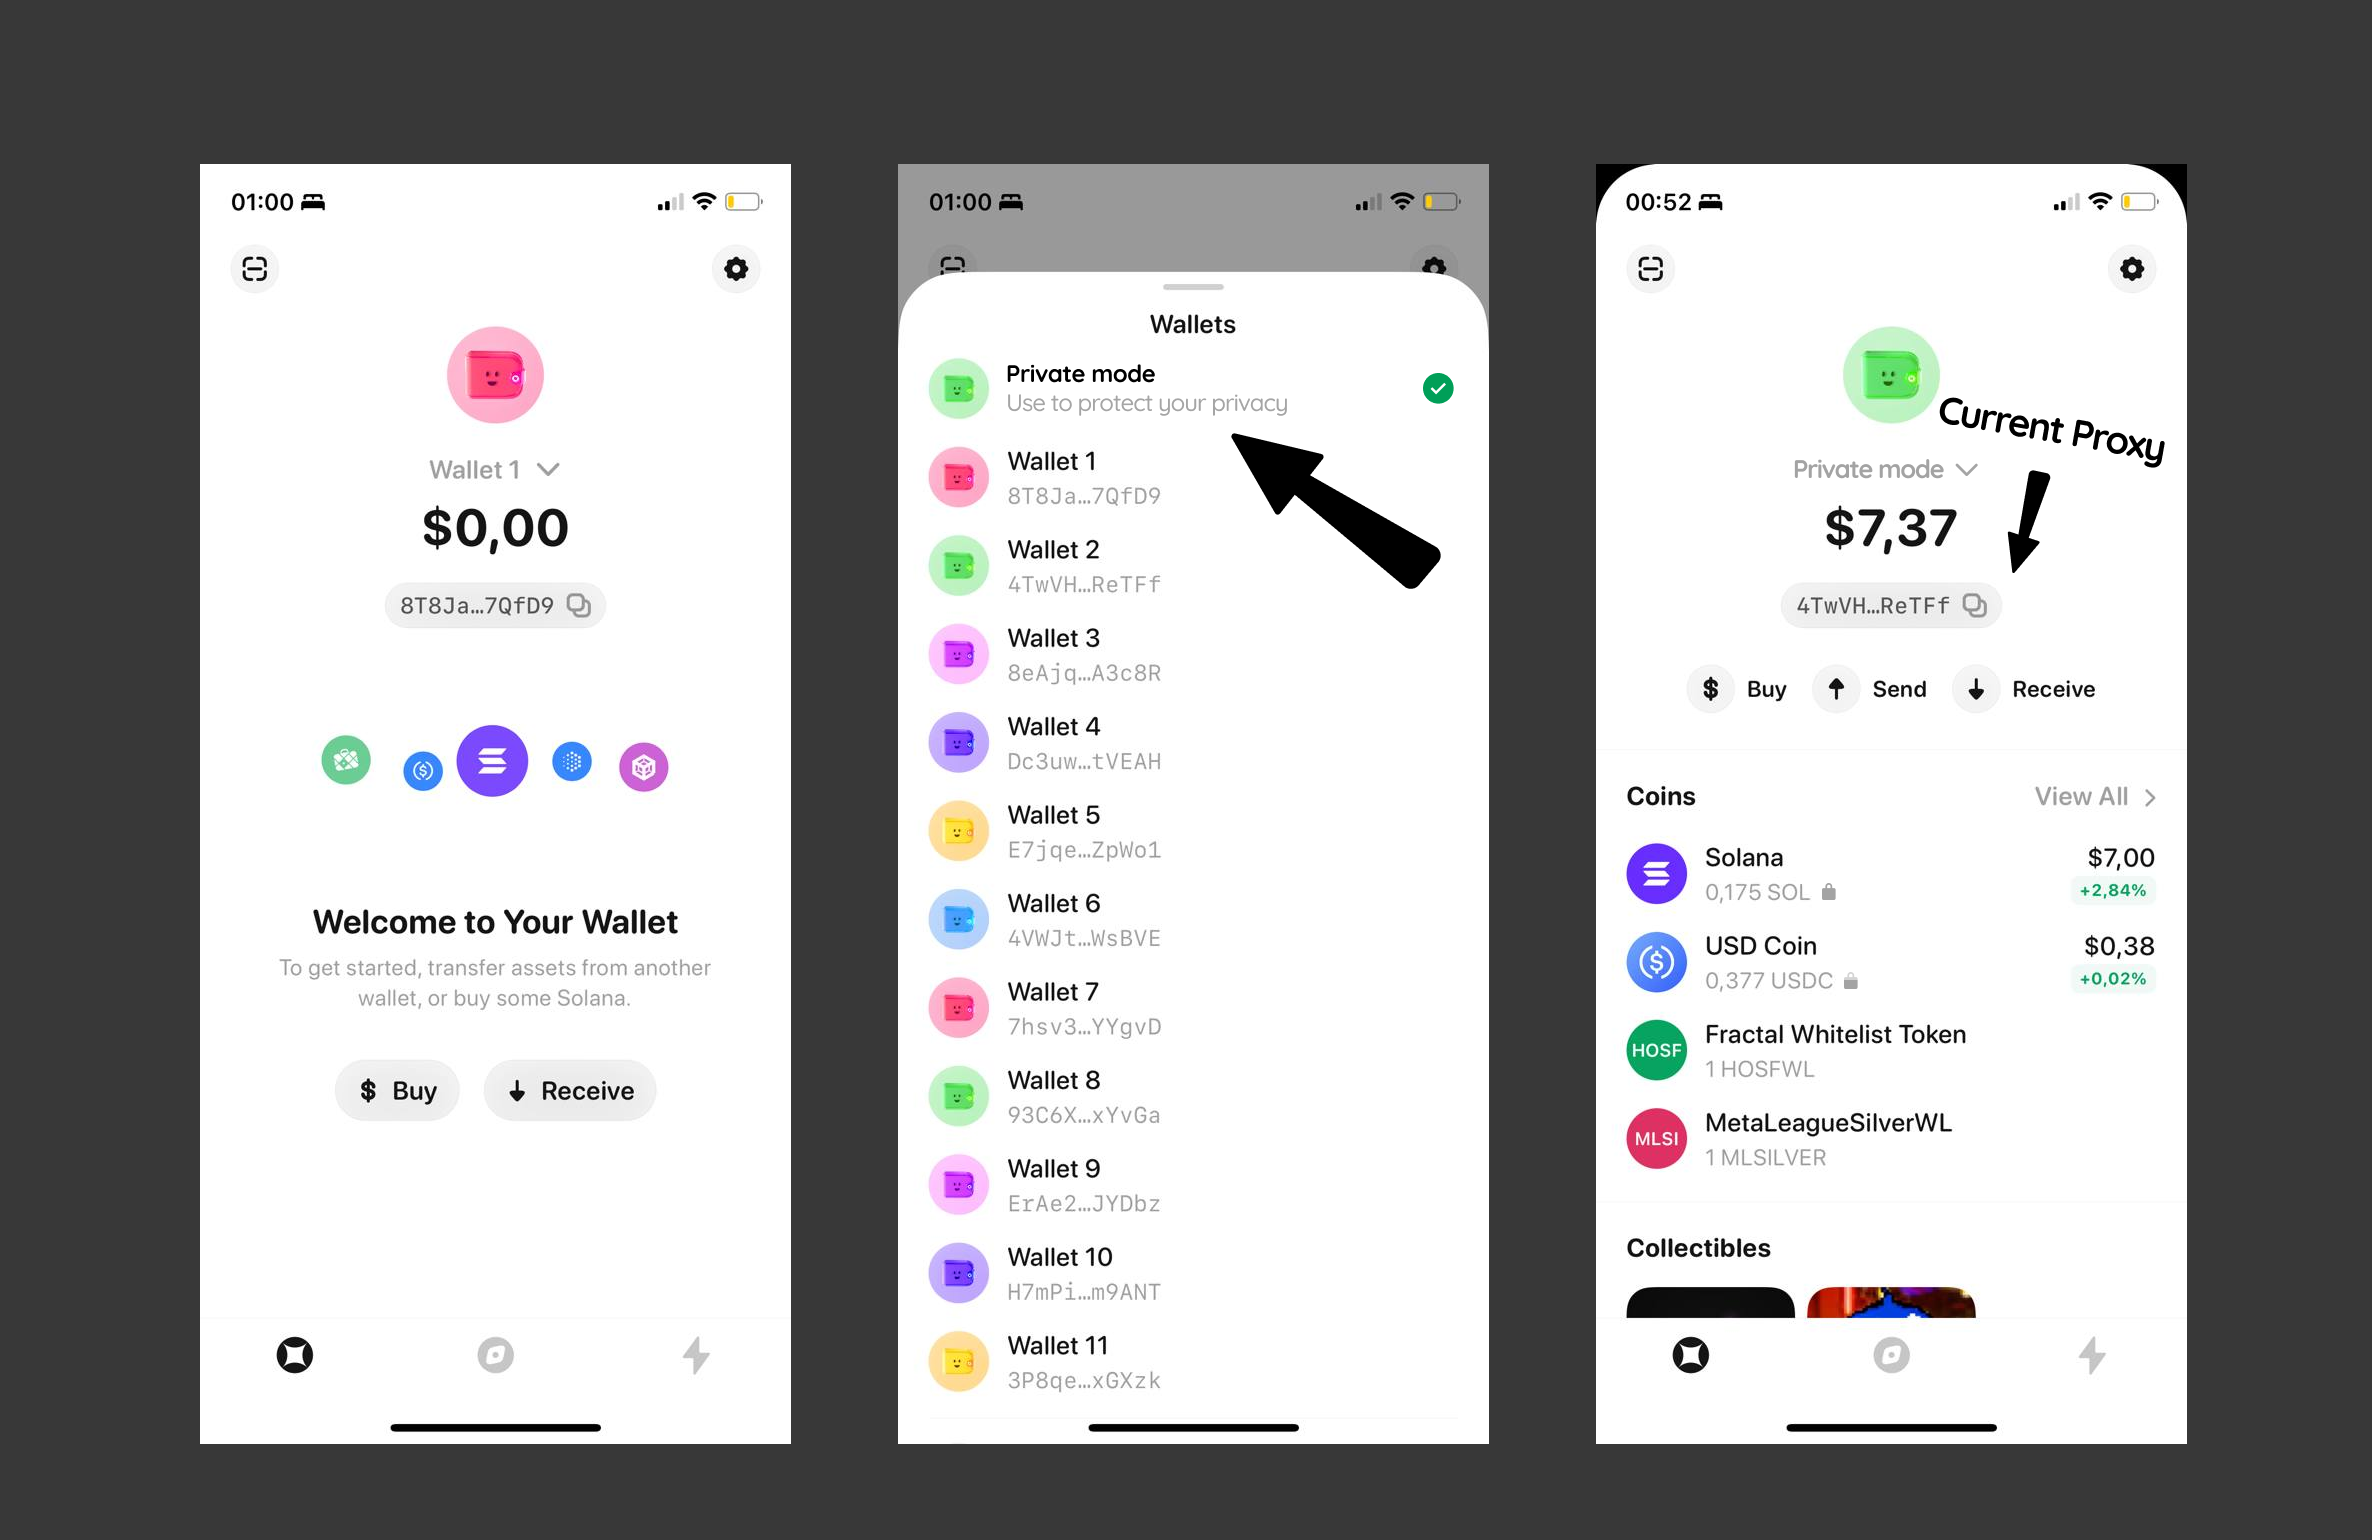 01:00
Wallet 1
$0,00
8T8Ja...7QfD9
Welcome to Your Wallet
To get started, transfer assets from another
wallet, or buy some Solana.
$ Buy
Receive
01:00
Wallets
Private mode
Use to protect your privacy
Wallet 1
8T8Ja...7QfD9
Wallet 2
4TwVH...ReTFf
Wallet 3
8eAjq...A3c8R
Wallet 4
Dc3uw...tVEAH
Wallet 5
E7jqe...ZpWo1
Wallet 6
4VWJt...WsBVE
Wallet 7
7hsv3...YYgvD
Wallet 8
93C6X...xYvGa
Wallet 9
ErAe2...JYDbz
Wallet 10
H7mPi...m9ANT
Wallet 11
3P8qe...xGXzk
00:52
Current Proxy
Private mode
$7,37
4TwVH...ReTFf
$ Buy
Send
Receive
Coins
View All
Solana
$7,00
0,175 SOL
+2,84%
USD Coin
$0,38
0,377 USDC
+0,02%
HOSF
Fractal Whitelist Token
1 HOSFWL
MLSI
MetaLeagueSilverWL
1 MLSILVER
Collectibles